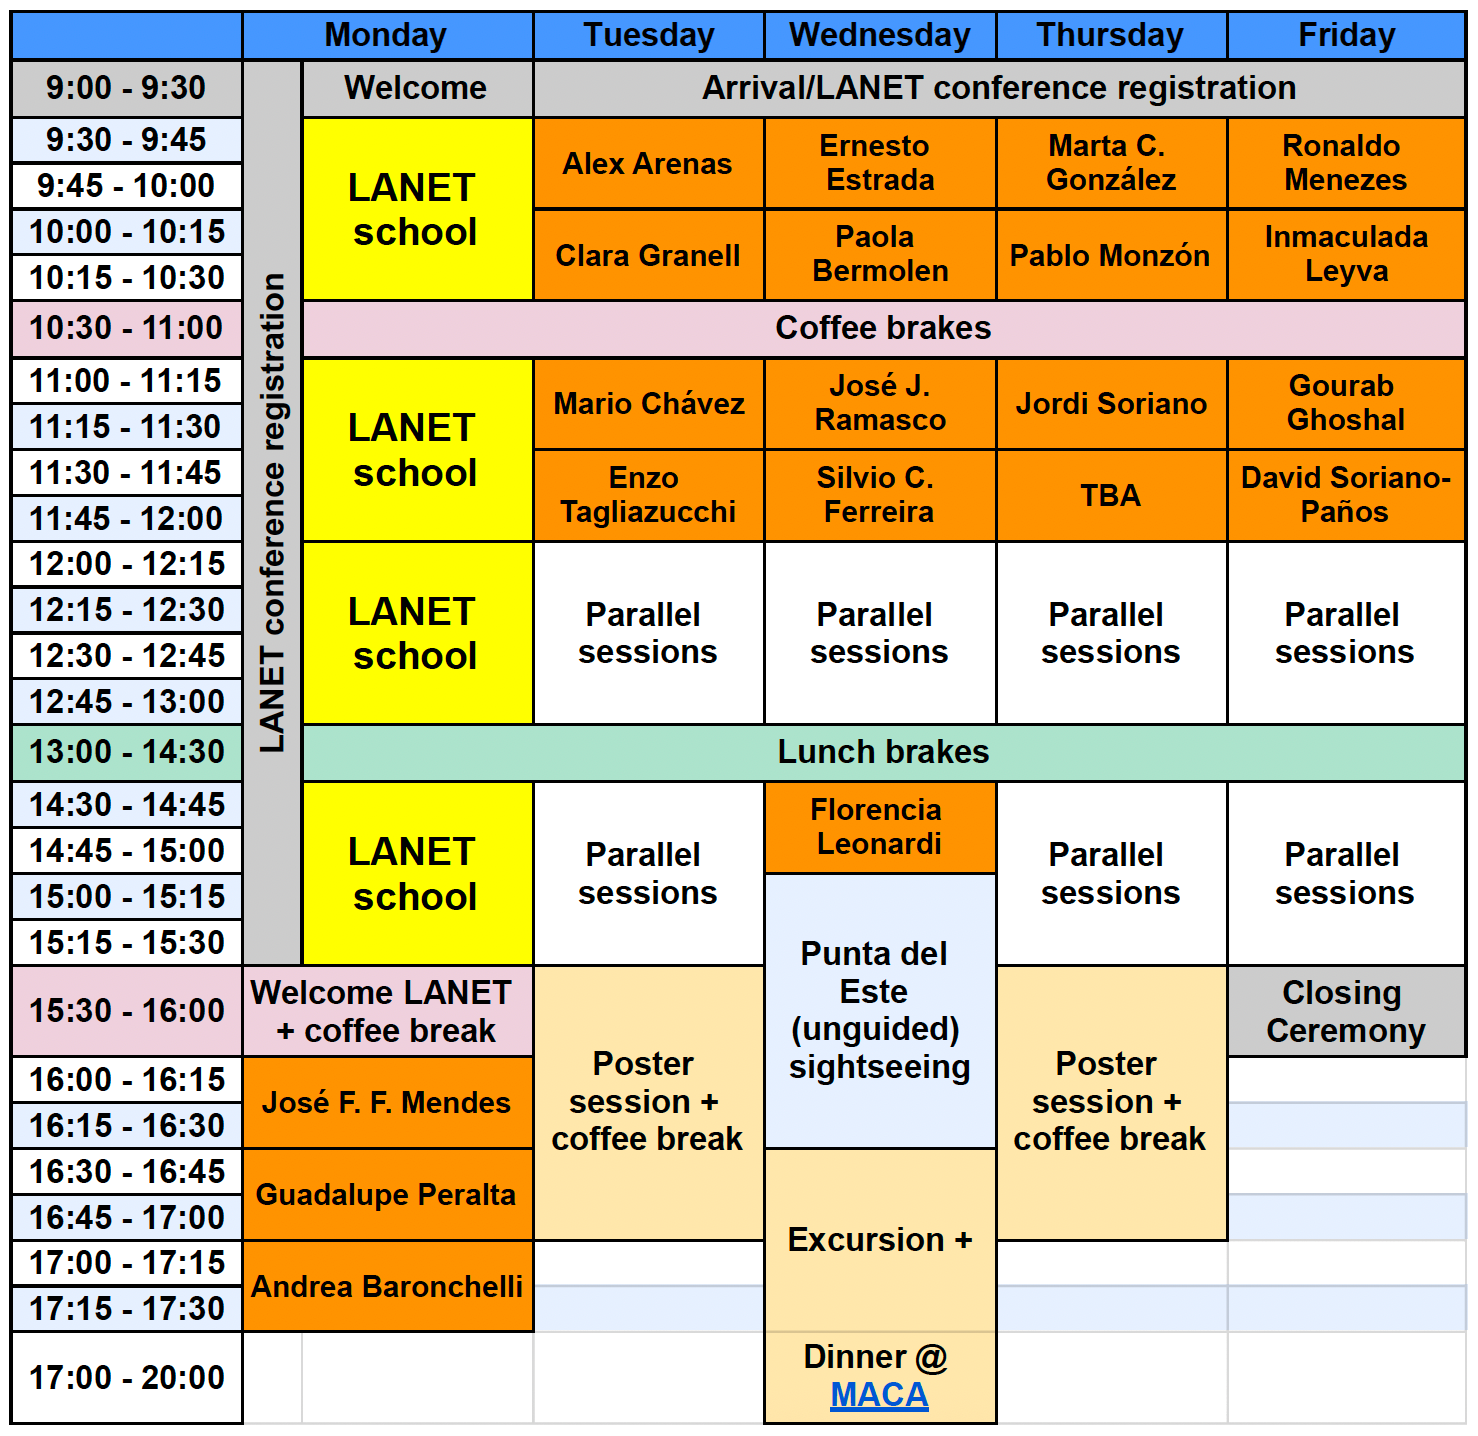 Monday Tuesday Wednesday Thursday Friday
9:00 - 9:30 Welcome Arrival/LANET conference registration
LANET conference registration
9:30 - 9:45
9:45 - 10:00
LANET
school
Alex Arenas
Ernesto
Estrada
Marta C.
González
Ronaldo
Menezes
10:00 - 10:15
10:15 - 10:30
Clara Granell
Paola
Bermolen
Pablo Monzón
Inmaculada
Leyva
10:30 - 11:00 Coffee brakes
11:00 - 11:15
11:15 - 11:30
LANET
school
Mario Chávez
José J.
Ramasco
Jordi Soriano
Gourab
Ghoshal
11:30 - 11:45
11:45 - 12:00
Enzo
Tagliazucchi
Silvio C.
Ferreira
TBA
David Soriano-
Paños
12:00 - 12:15
12:15 - 12:30
12:30 - 12:45
12:45 - 13:00
LANET
school
Parallel
sessions
Parallel
sessions
Parallel
sessions
Parallel
sessions
13:00 - 14:30 Lunch brakes
14:30 - 14:45
14:45 - 15:00
15:00 - 15:15
15:15 - 15:30
LANET
school
Parallel
sessions
Florencia
Leonardi
Parallel
sessions
Parallel
sessions
Punta del
Este
(unguided)
sightseeing
15:30 - 16:00
Welcome LANET
+ coffee break
Poster
session +
coffee break
Poster
session +
coffee break
Closing
Ceremony
16:00 - 16:15
16:15 - 16:30
José F. F. Mendes
16:30 - 16:45
16:45 - 17:00
Guadalupe Peralta
Excursion +
17:00 - 17:15
17:15 - 17:30
Andrea Baronchelli
17:00 - 20:00
Dinner @
MACA